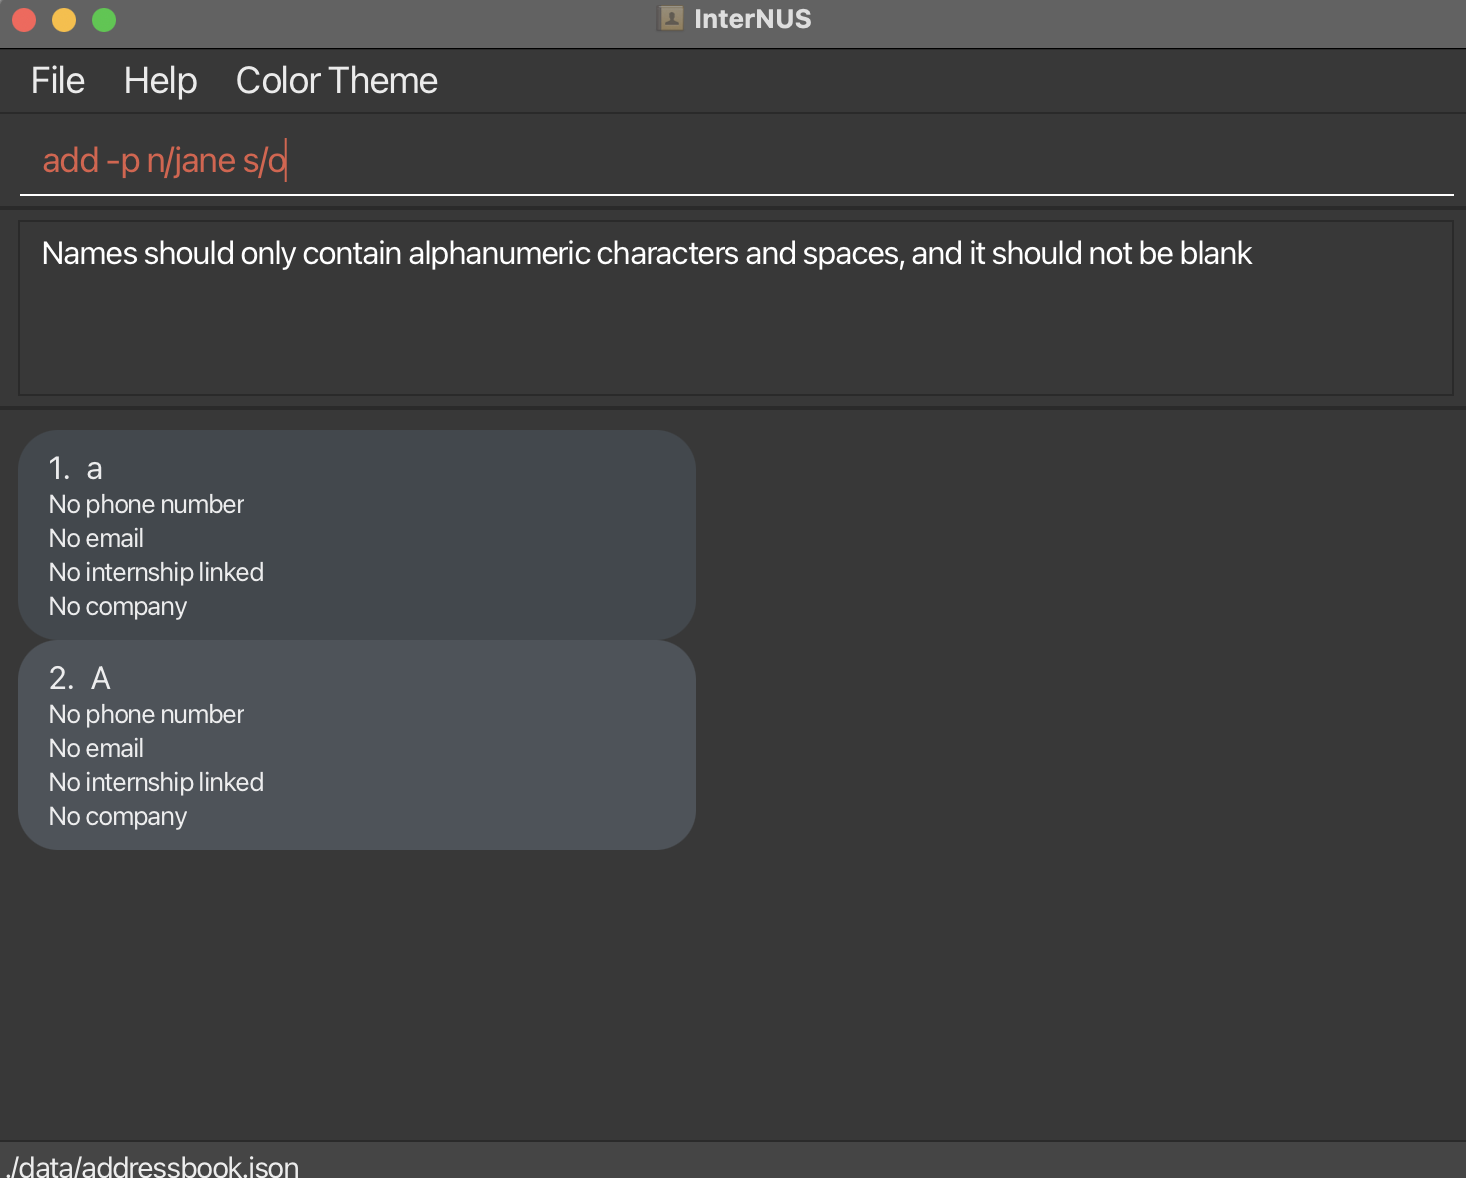 InterNUS
File Help Color Theme
add -p n/jane s/o
Names should only contain alphanumeric characters and spaces, and it should not be blank
1. a
No phone number
No email
No internship linked
No company
2. A
No phone number
No email
No internship linked
No company
./data/addressbook.json